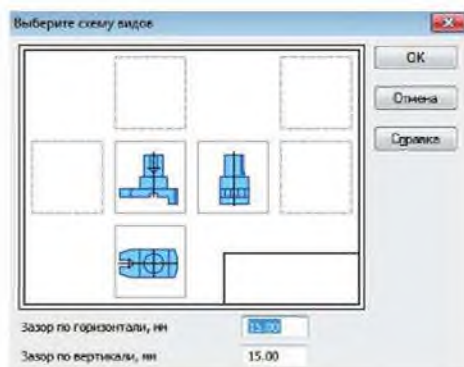 Выберите схему видов
OK
Отмена
Справка
Зазор по горизонтали, мм 15.00
Зазор по вертикали, мм 15.00